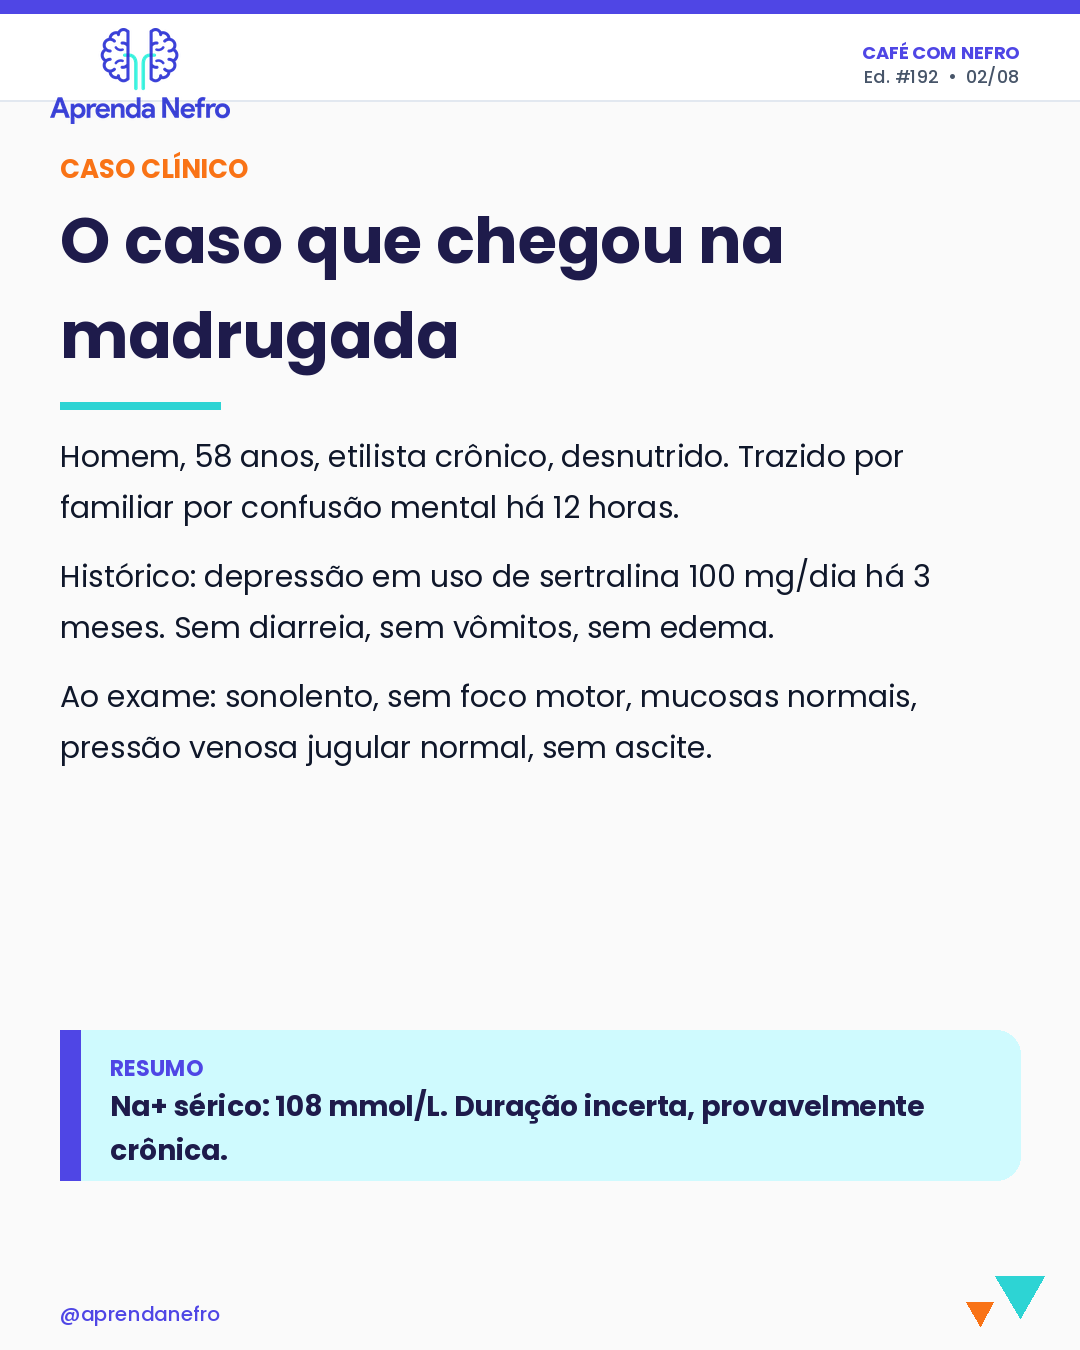 Aprenda Nefro
CAFÉ COM NEFRO
Ed. #192 • 02/08
CASO CLÍNICO
O caso que chegou na
madrugada
Homem, 58 anos, etilista crônico, desnutrido. Trazido por
familiar por confusão mental há 12 horas.
Histórico: depressão em uso de sertralina 100 mg/dia há 3
meses. Sem diarreia, sem vômitos, sem edema.
Ao exame: sonolento, sem foco motor, mucosas normais,
pressão venosa jugular normal, sem ascite.
RESUMO
Na+ sérico: 108 mmol/L. Duração incerta, provavelmente
crônica.
@aprendanefro